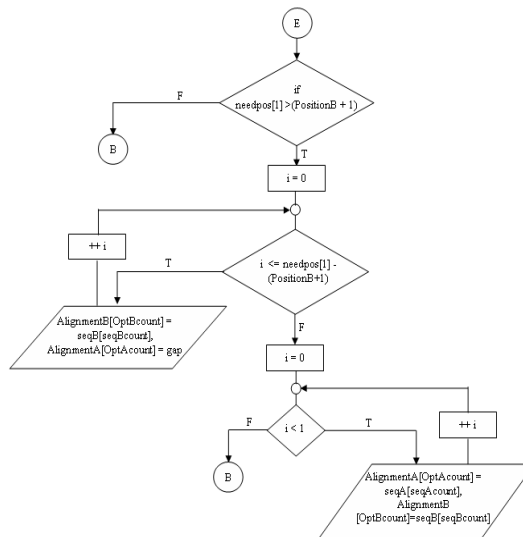 E
if
needpos[1] >(PositionB + 1)
F
B
T
i = 0
++ i
i <= needpos[1] -
(PositionB+1)
T
AlignmentB[OptBcount] =
seqB[seqBcount],
AlignmentA[OptAcount] = gap
F
i = 0
++ i
F
i < 1
T
B
AlignmentA[OptAcount] =
seqA[seqAcount],
AlignmentB
[OptBcount]=seqB[seqBcount]